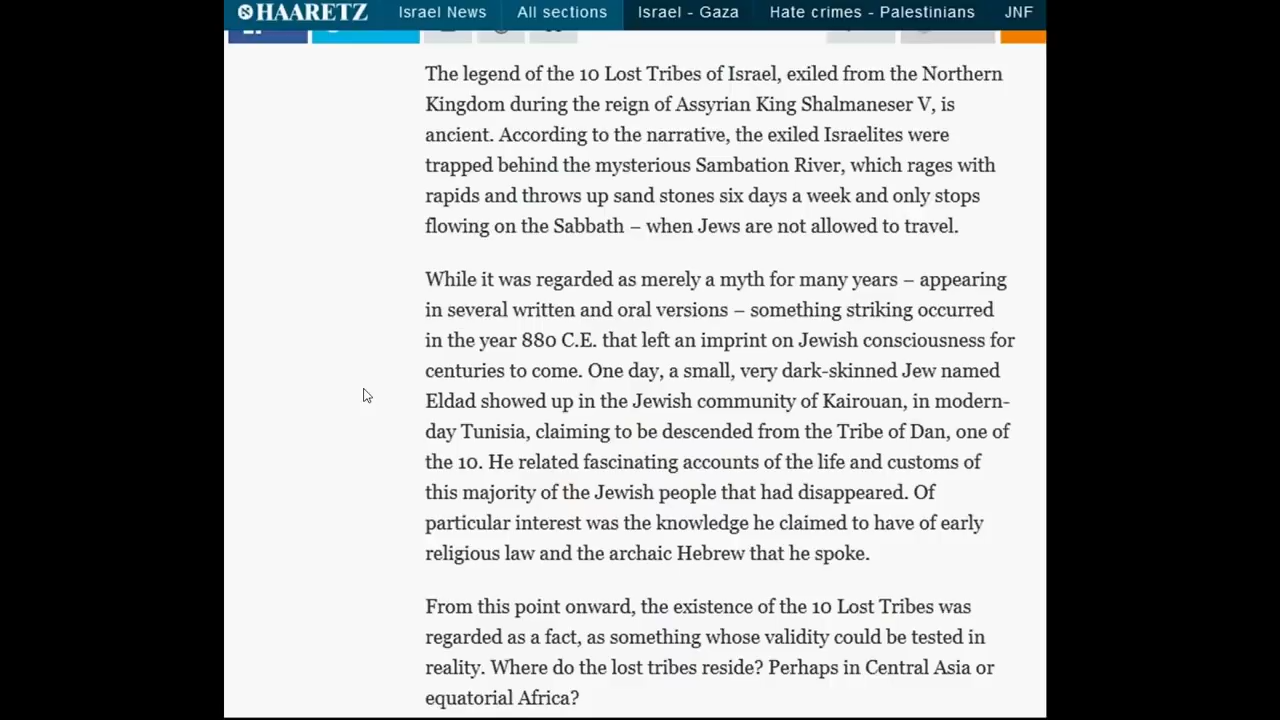 HAARETZ Israel News All sections Israel - Gaza Hate crimes - Palestinians JNF
The legend of the 10 Lost Tribes of Israel, exiled from the Northern
Kingdom during the reign of Assyrian King Shalmaneser V, is
ancient. According to the narrative, the exiled Israelites were
trapped behind the mysterious Sambation River, which rages with
rapids and throws up sand stones six days a week and only stops
flowing on the Sabbath – when Jews are not allowed to travel.
While it was regarded as merely a myth for many years – appearing
in several written and oral versions – something striking occurred
in the year 880 C.E. that left an imprint on Jewish consciousness for
centuries to come. One day, a small, very dark-skinned Jew named
Eldad showed up in the Jewish community of Kairouan, in modern-
day Tunisia, claiming to be descended from the Tribe of Dan, one of
the 10. He related fascinating accounts of the life and customs of
this majority of the Jewish people that had disappeared. Of
particular interest was the knowledge he claimed to have of early
religious law and the archaic Hebrew that he spoke.
From this point onward, the existence of the 10 Lost Tribes was
regarded as a fact, as something whose validity could be tested in
reality. Where do the lost tribes reside? Perhaps in Central Asia or
equatorial Africa?